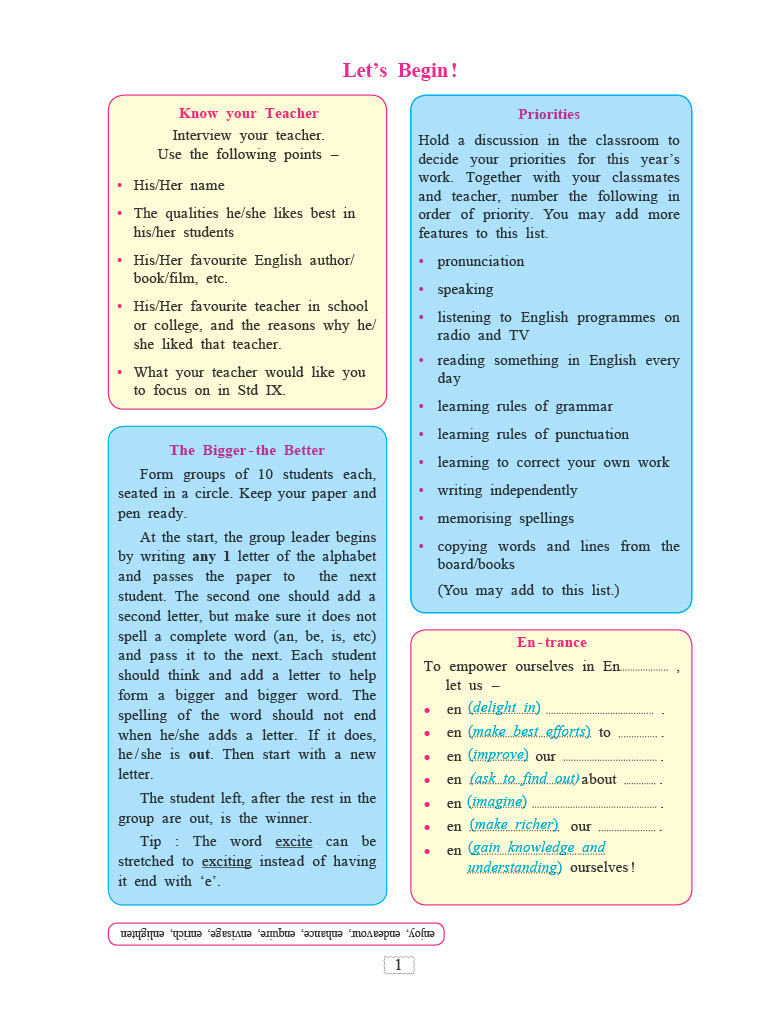 Let's Begin!
Know your Teacher
Interview your teacher.
Use the following points –
• His/Her name
• The qualities he/she likes best in
his/her students
• His/Her favourite English author/
book/film, etc.
• His/Her favourite teacher in school
or college, and the reasons why he/
she liked that teacher.
• What your teacher would like you
to focus on in Std IX.
The Bigger - the Better
Form groups of 10 students each,
seated in a circle. Keep your paper and
pen ready.
At the start, the group leader begins
by writing any 1 letter of the alphabet
and passes the paper to the next
student. The second one should add a
second letter, but make sure it does not
spell a complete word (an, be, is, etc)
and pass it to the next. Each student
should think and add a letter to help
form a bigger and bigger word. The
spelling of the word should not end
when he/she adds a letter. If it does,
he/she is out. Then start with a new
letter.
The student left, after the rest in the
group are out, is the winner.
Tip : The word excite can be
stretched to exciting instead of having
it end with ‘e’.
Priorities
Hold a discussion in the classroom to
decide your priorities for this year's
work. Together with your classmates
and teacher, number the following in
order of priority. You may add more
features to this list.
• pronunciation
• speaking
• listening to English programmes on
radio and TV
• reading something in English every
day
• learning rules of grammar
• learning rules of punctuation
• learning to correct your own work
• writing independently
• memorising spellings
• copying words and lines from the
board/books
(You may add to this list.)
En - trance
To empower ourselves in En................... ,
let us –
• en (delight in) .......................................... .
• en (make best efforts) to ............... .
• en (improve) our .................................... .
• en (ask to find out) about ............ .
• en (imagine) ................................................ .
• en (make richer) our ...................... .
• en (gain knowledge and
understanding) ourselves!
enjoy, endeavour, enhance, enquire, envisage, enrich, enlighten
1